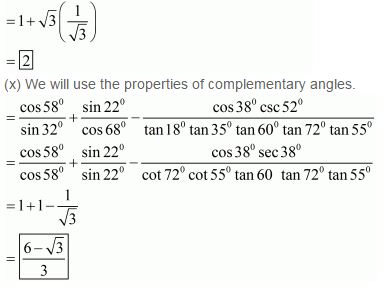 = 1 + √3 (1/√3)
= 2
(x) We will use the properties of complementary angles.
= cos 58⁰/sin 32⁰ + sin 22⁰/cos 68⁰ − cos 38⁰ csc 52⁰/tan 18⁰ tan 35⁰ tan 60⁰ tan 72⁰ tan 55⁰
= cos 58⁰/cos 58⁰ + sin 22⁰/sin 22⁰ − cos 38⁰ sec 38⁰/cot 72⁰ cot 55⁰ tan 60 tan 72⁰ tan 55⁰
= 1 + 1 − 1/√3
= 6 − √3/3